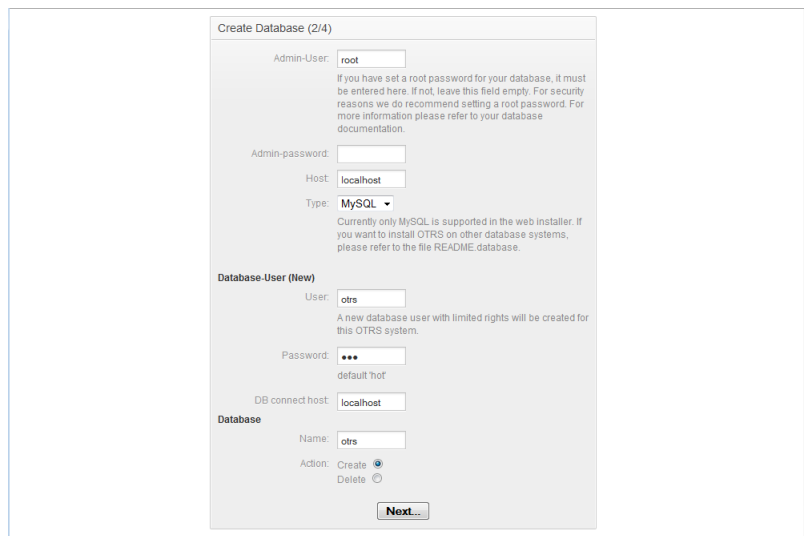 Create Database (2/4)
Admin-User: root
If you have set a root password for your database, it must
be entered here. If not, leave this field empty. For security
reasons we do recommend setting a root password. For
more information please refer to your database
documentation.
Admin-password:
Host: localhost
Type: MySQL
Currently only MySQL is supported in the web installer. If
you want to install OTRS on other database systems,
please refer to the file README.database.
Database-User (New)
User: otrs
A new database user with limited rights will be created for
this OTRS system.
Password: •••
default 'hot'
DB connect host: localhost
Database
Name: otrs
Action: Create
Delete
Next...